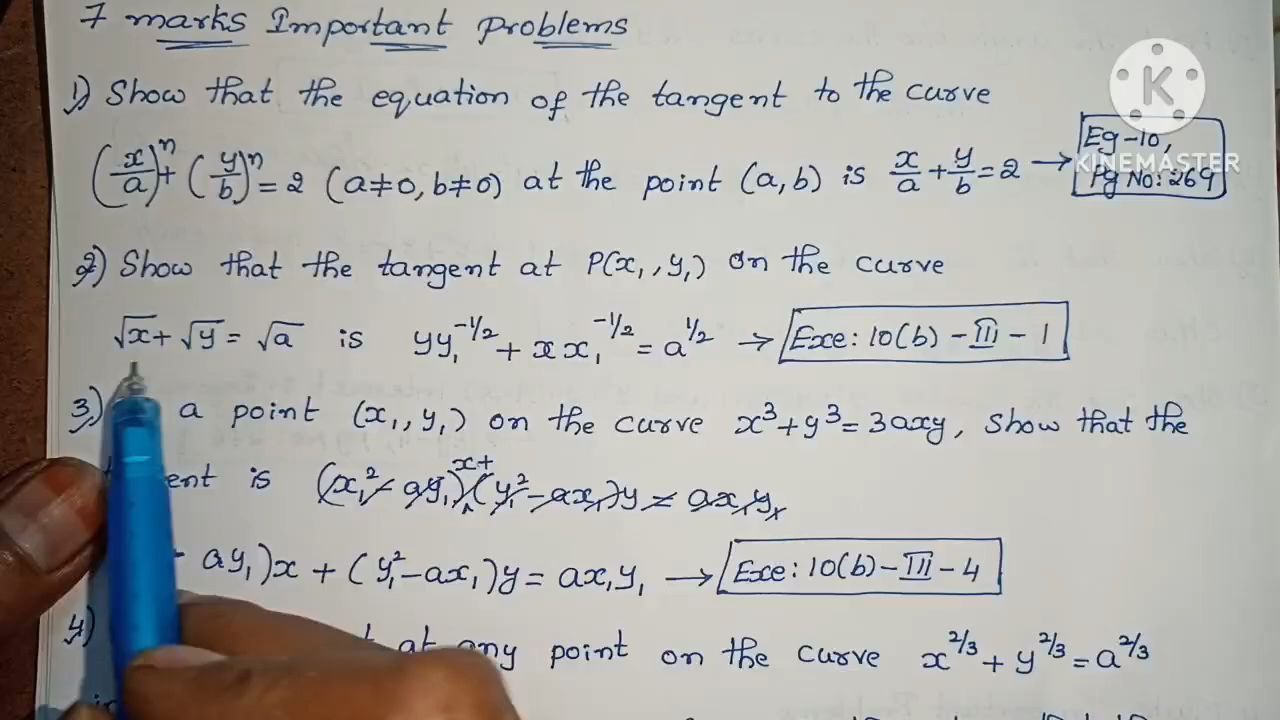 7 marks Important Problems
1) Show that the equation of the tangent to the curve
(x/a)ⁿ + (y/b)ⁿ = 2 (a≠0, b≠0) at the point (a, b) is x/a + y/b = 2 → Eg-10, Pg No: 269
KINEMASTER
2) Show that the tangent at P(x₁, y₁) on the curve
√x + √y = √a is yy₁^-1/2 + xx₁^-1/2 = a^1/2 → Exe: 10(b) - III - 1
3) a point (x₁, y₁) on the curve x³ + y³ = 3axy, show that the
is (x₁² - ay₁)x + (y₁² - ax₁)y = ax₁y₁
ay₁)x + (y₁² - ax₁)y = ax₁y₁ → Exe: 10(b) - III - 4
4) at any point on the curve x^2/3 + y^2/3 = a^2/3